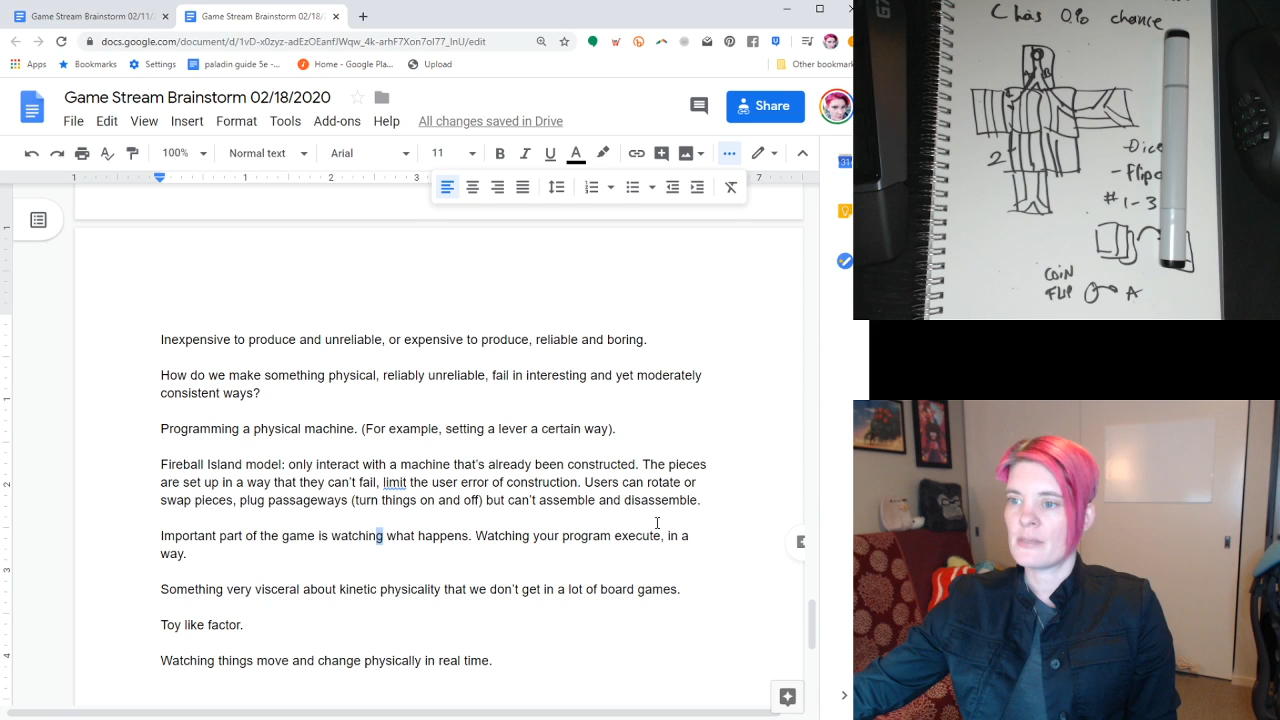 Game Stream Brainstorm 02/11/
Game Stream Brainstorm 02/18/
docs.google.com/document/d/1vD-x0zyz-adEzOEanfJWqw_4k-arhF7Xon7oI77_InU/edit
Apps
Bookmarks
Settings
paladin guide 5e -...
Home - Google Pla...
Upload
Other bookmar
Game Stream Brainstorm 02/18/2020
Share
File Edit View Insert Format Tools Add-ons Help All changes saved in Drive
100% Normal text Arial 11
1 1 2 3 7
Inexpensive to produce and unreliable, or expensive to produce, reliable and boring.
How do we make something physical, reliably unreliable, fail in interesting and yet moderately
consistent ways?
Programming a physical machine. (For example, setting a lever a certain way).
Fireball Island model: only interact with a machine that's already been constructed. The pieces
are set up in a way that they can't fail, limit the user error of construction. Users can rotate or
swap pieces, plug passageways (turn things on and off) but can't assemble and disassemble.
Important part of the game is watching what happens. Watching your program execute, in a
way.
Something very visceral about kinetic physicality that we don't get in a lot of board games.
Toy like factor.
Watching things move and change physically in real time.
C has 0% chance
2
-Dice
-Flip
#1-3
COIN
FLIP
A